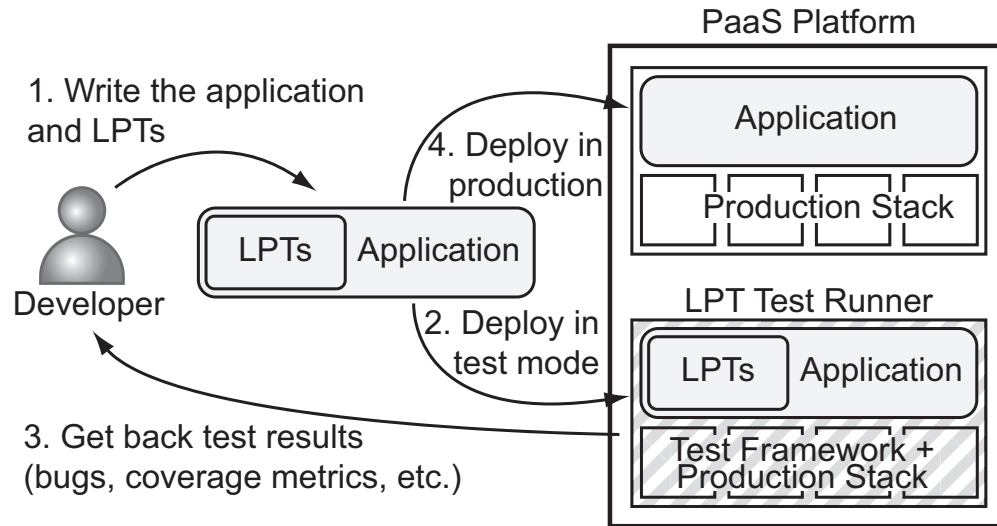 PaaS Platform
1. Write the application
and LPTs
Application
4. Deploy in
production
Production Stack
LPTs
Application
Developer
LPT Test Runner
2. Deploy in
test mode
LPTs
Application
3. Get back test results
(bugs, coverage metrics, etc.)
Test Framework +
Production Stack